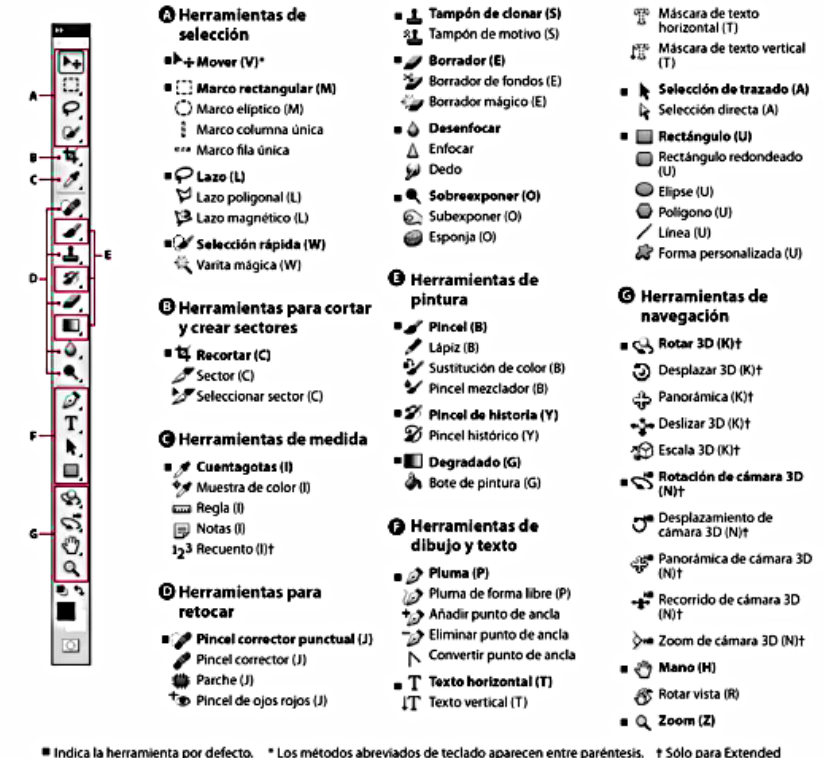 A
B
C
D
E
F
G
A Herramientas de
selección
Mover (V)*
Marco rectangular (M)
Marco elíptico (M)
Marco columna única
Marco fila única
Lazo (L)
Lazo poligonal (L)
Lazo magnético (L)
Selección rápida (W)
Varita mágica (W)
B Herramientas para cortar
y crear sectores
Recortar (C)
Sector (C)
Seleccionar sector (C)
C Herramientas de medida
Cuentagotas (I)
Muestra de color (I)
Regla (I)
Notas (I)
Recuento (I)†
D Herramientas para
retocar
Pincel corrector punctual (J)
Pincel corrector (J)
Parche (J)
Pincel de ojos rojos (J)
Tampón de clonar (S)
Tampón de motivo (S)
Borrador (E)
Borrador de fondos (E)
Borrador mágico (E)
Desenfocar
Enfocar
Dedo
Sobreexponer (O)
Subexponer (O)
Esponja (O)
E Herramientas de
pintura
Pincel (B)
Lápiz (B)
Sustitución de color (B)
Pincel mezclador (B)
Pincel de historia (Y)
Pincel histórico (Y)
Degradado (G)
Bote de pintura (G)
F Herramientas de
dibujo y texto
Pluma (P)
Pluma de forma libre (P)
Añadir punto de ancla
Eliminar punto de ancla
Convertir punto de ancla
Texto horizontal (T)
Texto vertical (T)
Máscara de texto
horizontal (T)
Máscara de texto vertical
(T)
Selección de trazado (A)
Selección directa (A)
Rectángulo (U)
Rectángulo redondeado
(U)
Elipse (U)
Polígono (U)
Línea (U)
Forma personalizada (U)
G Herramientas de
navegación
Rotar 3D (K)†
Desplazar 3D (K)†
Panorámica (K)†
Deslizar 3D (K)†
Escala 3D (K)†
Rotación de cámara 3D
(N)†
Desplazamiento de
cámara 3D (N)†
Panorámica de cámara 3D
(N)†
Recorrido de cámara 3D
(N)†
Zoom de cámara 3D (N)†
Mano (H)
Rotar vista (R)
Zoom (Z)
■ Indica la herramienta por defecto. * Los métodos abreviados de teclado aparecen entre paréntesis. † Sólo para Extended